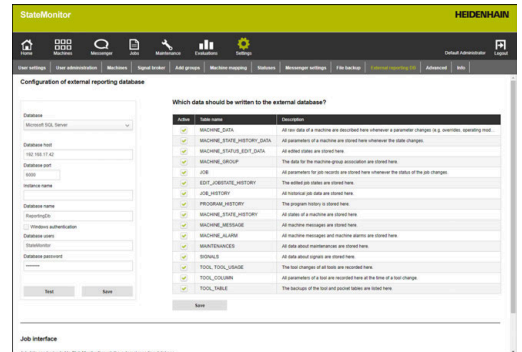 StateMonitor
HEIDENHAIN
Home
Machines
Messenger
Jobs
Maintenance
Evaluations
Settings
Default Administrator
Logout
User settings
User administration
Machines
Signal broker
Add groups
Machine mapping
Statuses
Messenger settings
File backup
External reporting DB
Advanced
Info
Configuration of external reporting database
Database
Microsoft SQL Server
Database host
192.168.17.42
Database port
6000
Instance name
Database name
ReportingDb
Windows authentication
Database users
StateMonitor
Database password
Test
Save
Which data should be written to the external database?
Active Table name Description
MACHINE_DATA All raw data of a machine are described here whenever a parameter changes (e.g. overrides, operating mod...
MACHINE_STATE_HISTORY_DATA All parameters of a machine are stored here whenever the state changes.
MACHINE_STATUS_EDIT_DATA All edited states are stored here.
MACHINE_GROUP The data for the machine-group association are stored here.
JOB All parameters for job records are stored here whenever the status of the job changes.
EDIT_JOBSTATE_HISTORY The edited job states are stored here.
JOB_HISTORY All historical job data are stored here.
PROGRAM_HISTORY The program history is stored here.
MACHINE_STATE_HISTORY All states of a machine are stored here.
MACHINE_MESSAGE All machine messages are stored here.
MACHINE_ALARM All machine messages and machine alarms are stored here.
MAINTENANCES All data about maintenances are stored here.
SIGNALS All data about signals are stored here.
TOOL, TOOL_USAGE The tool changes of all tools are recorded here.
TOOL_COLUMN All parameters of a tool are recorded here at the time of a tool change.
TOOL_TABLE The backups of the tool and pocket tables are listed here.
Save
Job interface